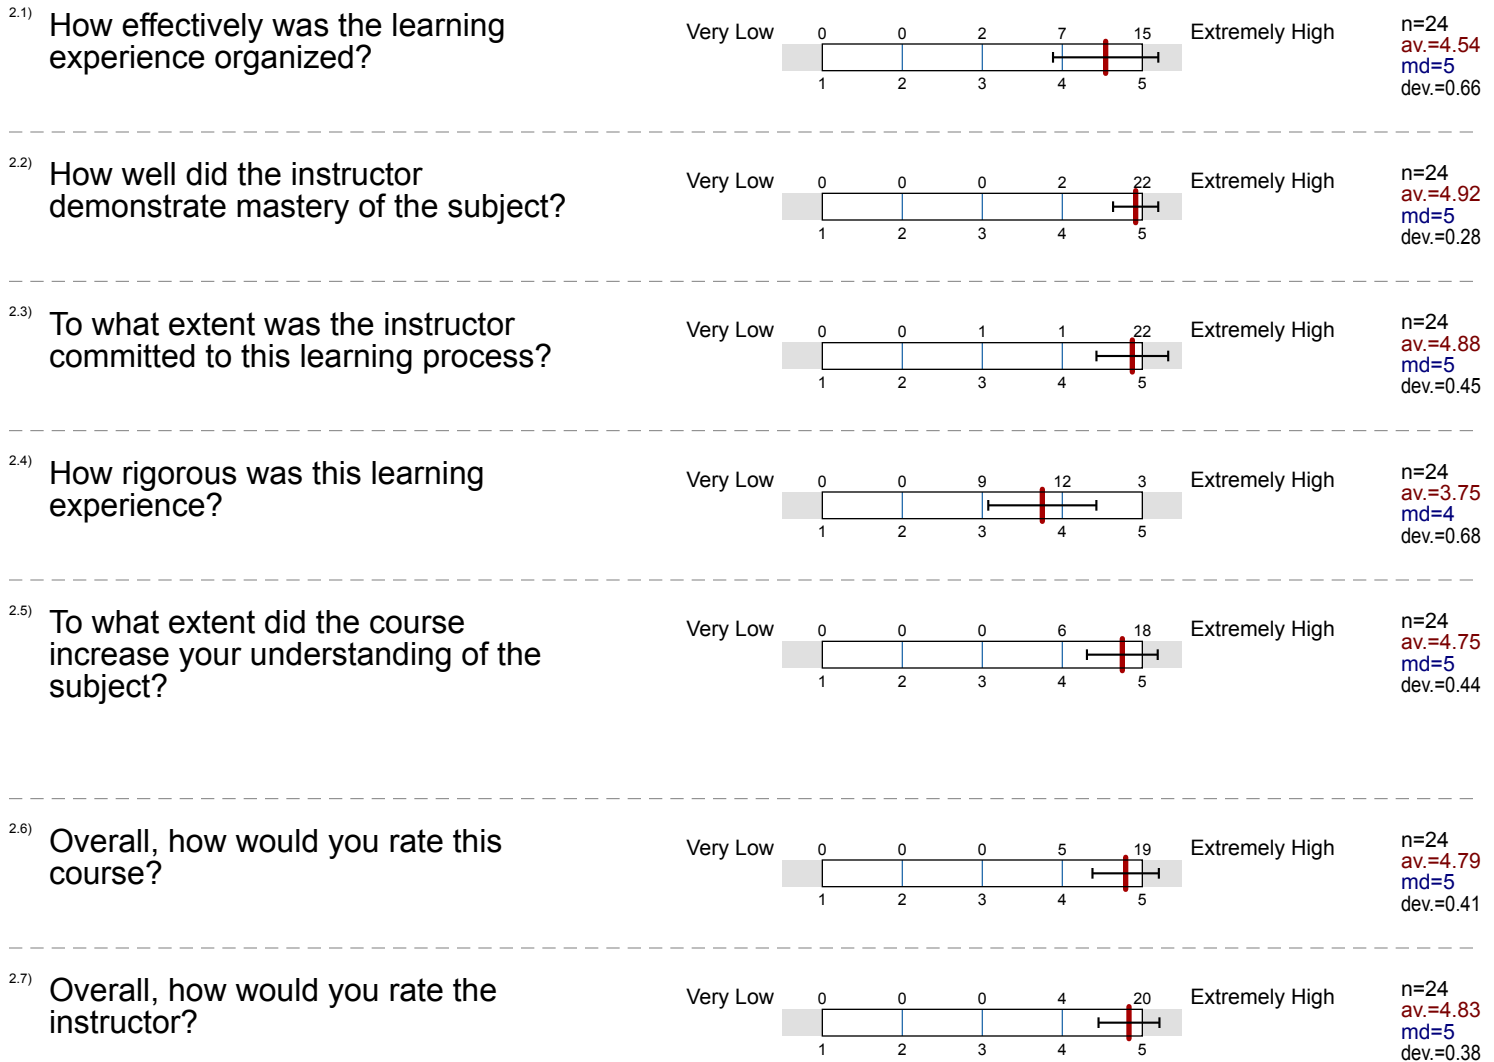 2.1) How effectively was the learning
experience organized?
Very Low 0 0 2 7 15 Extremely High
1 2 3 4 5
n=24
av.=4.54
md=5
dev.=0.66
2.2) How well did the instructor
demonstrate mastery of the subject?
Very Low 0 0 0 2 22 Extremely High
1 2 3 4 5
n=24
av.=4.92
md=5
dev.=0.28
2.3) To what extent was the instructor
committed to this learning process?
Very Low 0 0 1 1 22 Extremely High
1 2 3 4 5
n=24
av.=4.88
md=5
dev.=0.45
2.4) How rigorous was this learning
experience?
Very Low 0 0 9 12 3 Extremely High
1 2 3 4 5
n=24
av.=3.75
md=4
dev.=0.68
2.5) To what extent did the course
increase your understanding of the
subject?
Very Low 0 0 0 6 18 Extremely High
1 2 3 4 5
n=24
av.=4.75
md=5
dev.=0.44
2.6) Overall, how would you rate this
course?
Very Low 0 0 0 5 19 Extremely High
1 2 3 4 5
n=24
av.=4.79
md=5
dev.=0.41
2.7) Overall, how would you rate the
instructor?
Very Low 0 0 0 4 20 Extremely High
1 2 3 4 5
n=24
av.=4.83
md=5
dev.=0.38